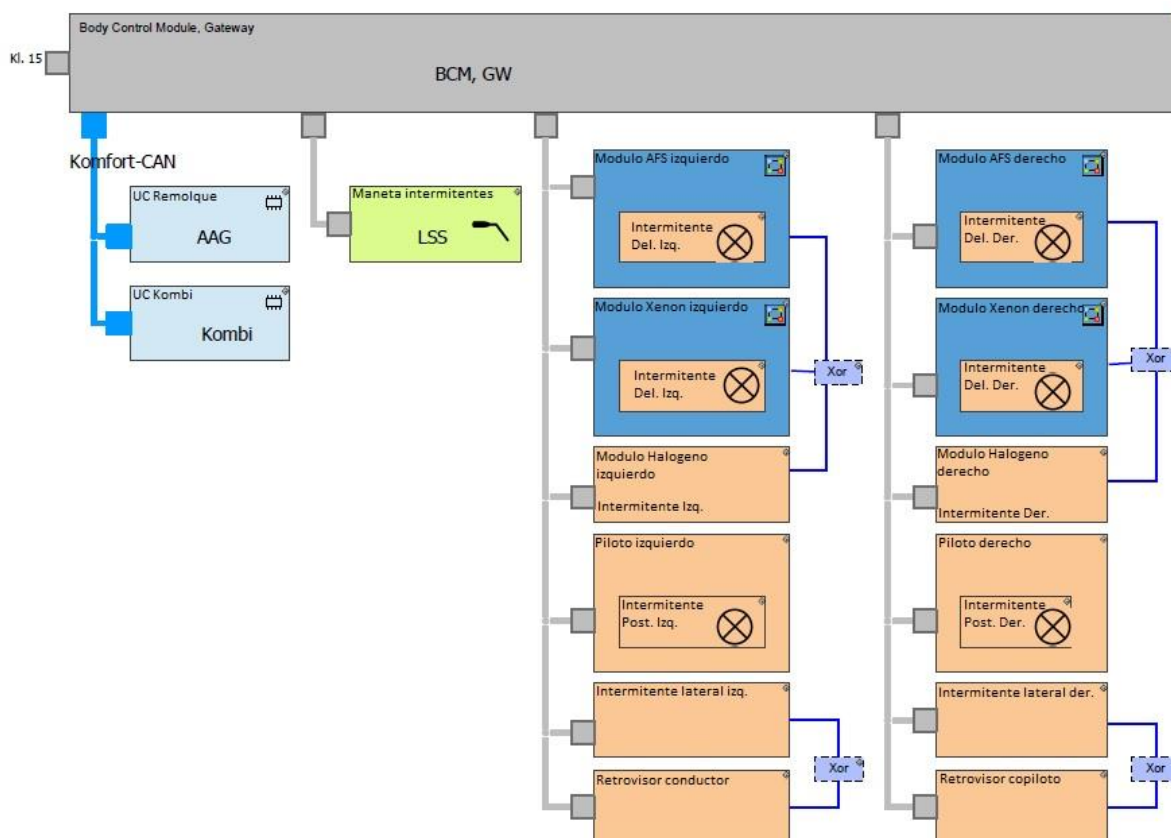 Body Control Module, Gateway
Kl. 15
BCM, GW
Komfort-CAN
UC Remolque
AAG
UC Kombi
Kombi
Maneta intermitentes
LSS
Modulo AFS izquierdo
Intermitente
Del. Izq.
Modulo Xenon izquierdo
Intermitente
Del. Izq.
Xor
Modulo Halogeno
izquierdo
Intermitente Izq.
Piloto izquierdo
Intermitente
Post. Izq.
Intermitente lateral izq.
Xor
Retrovisor conductor
Modulo AFS derecho
Intermitente
Del. Der.
Modulo Xenon derecho
Intermitente
Del. Der.
Xor
Modulo Halogeno
derecho
Intermitente Der.
Piloto derecho
Intermitente
Post. Der.
Intermitente lateral der.
Xor
Retrovisor copiloto